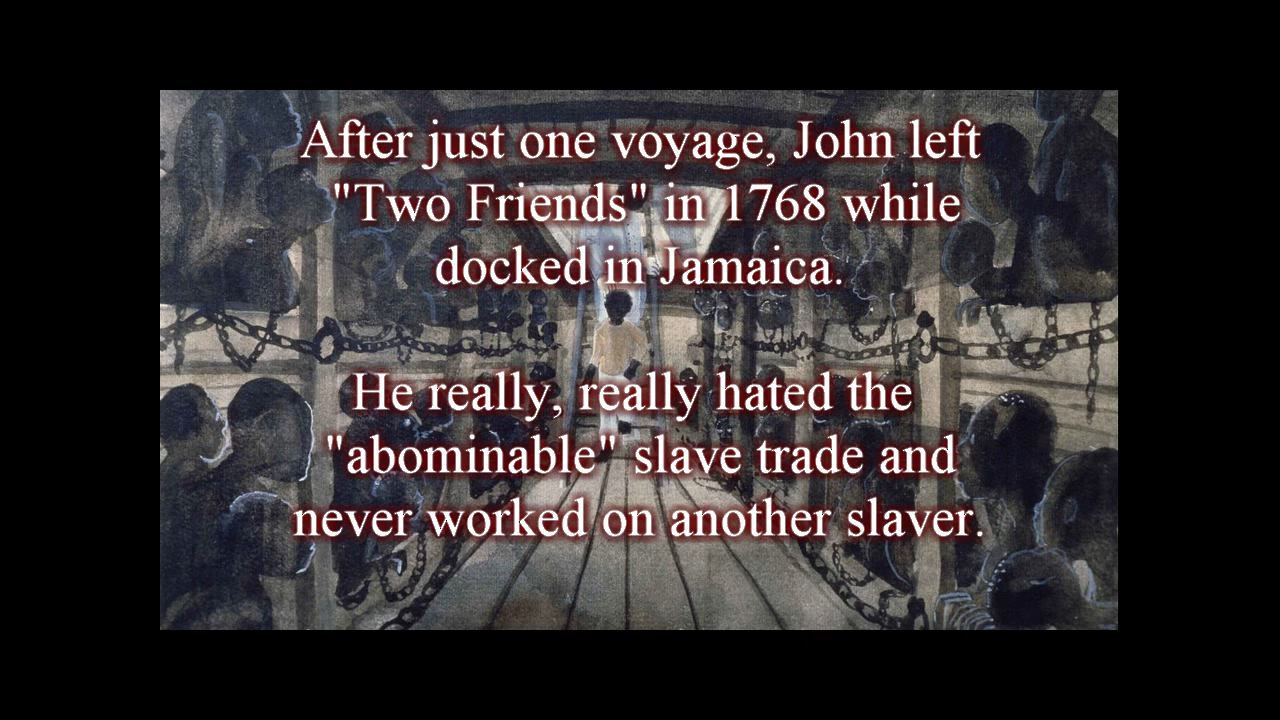 After just one voyage, John left
"Two Friends" in 1768 while
docked in Jamaica.
He really, really hated the
"abominable" slave trade and
never worked on another slaver.